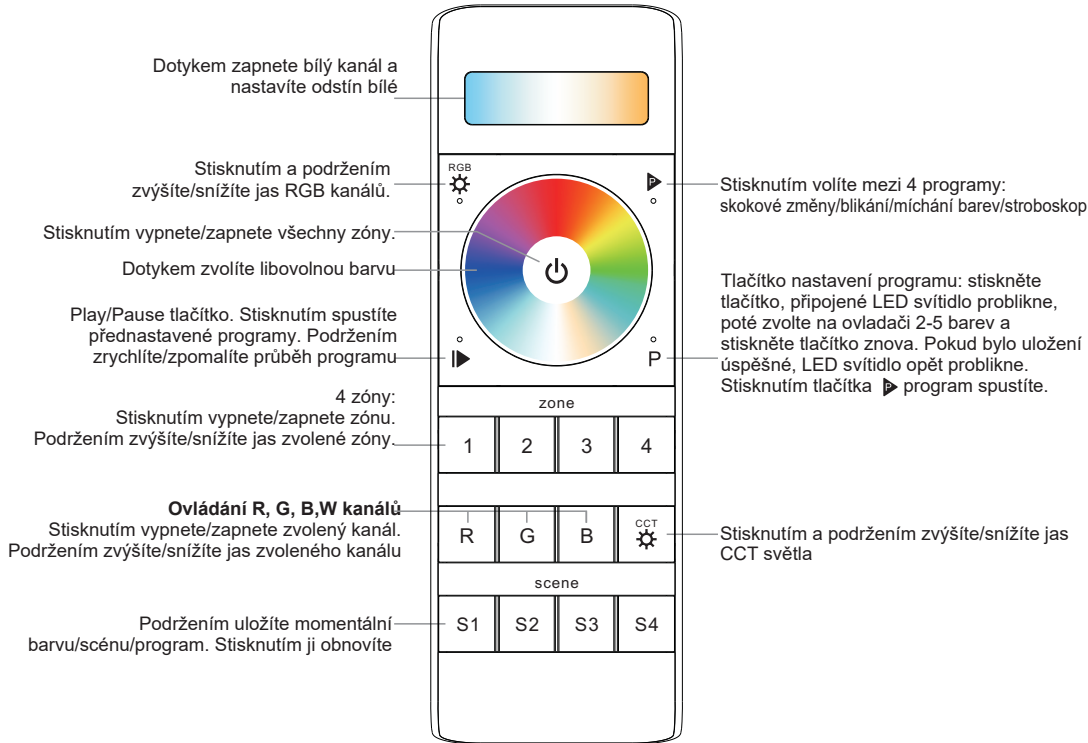 Dotykem zapnete bílý kanál a
nastavíte odstín bílé
Stisknutím a podržením
zvýšíte/snížíte jas RGB kanálů.
RGB
P
Stisknutím volíte mezi 4 programy:
skokové změny/blikání/míchání barev/stroboskop
Stisknutím vypnete/zapnete všechny zóny.
Dotykem zvolíte libovolnou barvu
Play/Pause tlačítko. Stisknutím spustíte
přednastavené programy. Podržením
zrychlíte/zpomalíte průběh programu
P
Tlačítko nastavení programu: stiskněte
tlačítko, připojené LED svítidlo problikne,
poté zvolte na ovladači 2-5 barev a
stiskněte tlačítko znova. Pokud bylo uložení
úspěšné, LED svítidlo opět problikne.
Stisknutím tlačítka P program spustíte.
4 zóny:
Stisknutím vypnete/zapnete zónu.
Podržením zvýšíte/snížíte jas zvolené zóny.
zone
1 2 3 4
Ovládání R, G, B,W kanálů
Stisknutím vypnete/zapnete zvolený kanál.
Podržením zvýšíte/snížíte jas zvoleného kanálu
R G B CCT
Stisknutím a podržením zvýšíte/snížíte jas
CCT světla
scene
Podržením uložíte momentální
barvu/scénu/program. Stisknutím ji obnovíte
S1 S2 S3 S4